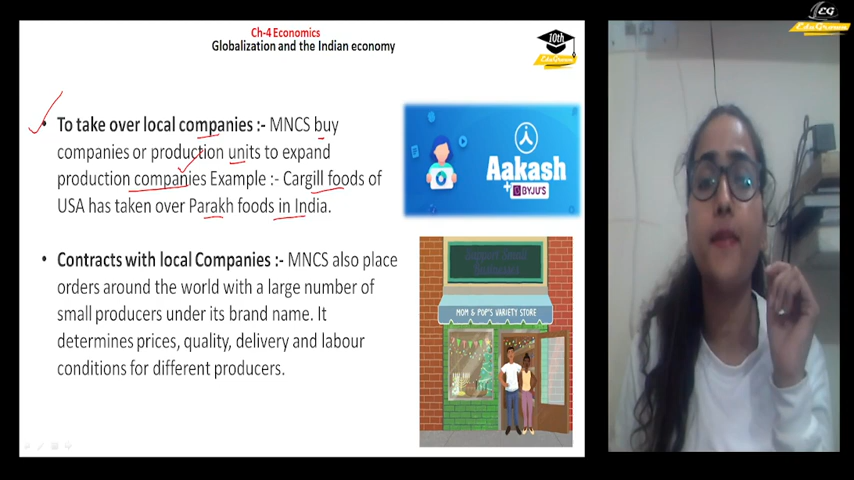 Ch-4 Economics
Globalization and the Indian economy
10th
EduGrown
CG
EduGrown
• To take over local companies :- MNCS buy
companies or production units to expand
production companies Example :- Cargill foods of
USA has taken over Parakh foods in India.
Aakash
+ BYJU'S
• Contracts with local Companies :- MNCS also place
orders around the world with a large number of
small producers under its brand name. It
determines prices, quality, delivery and labour
conditions for different producers.
Support Small
Businesses
MOM & POP'S VARIETY STORE